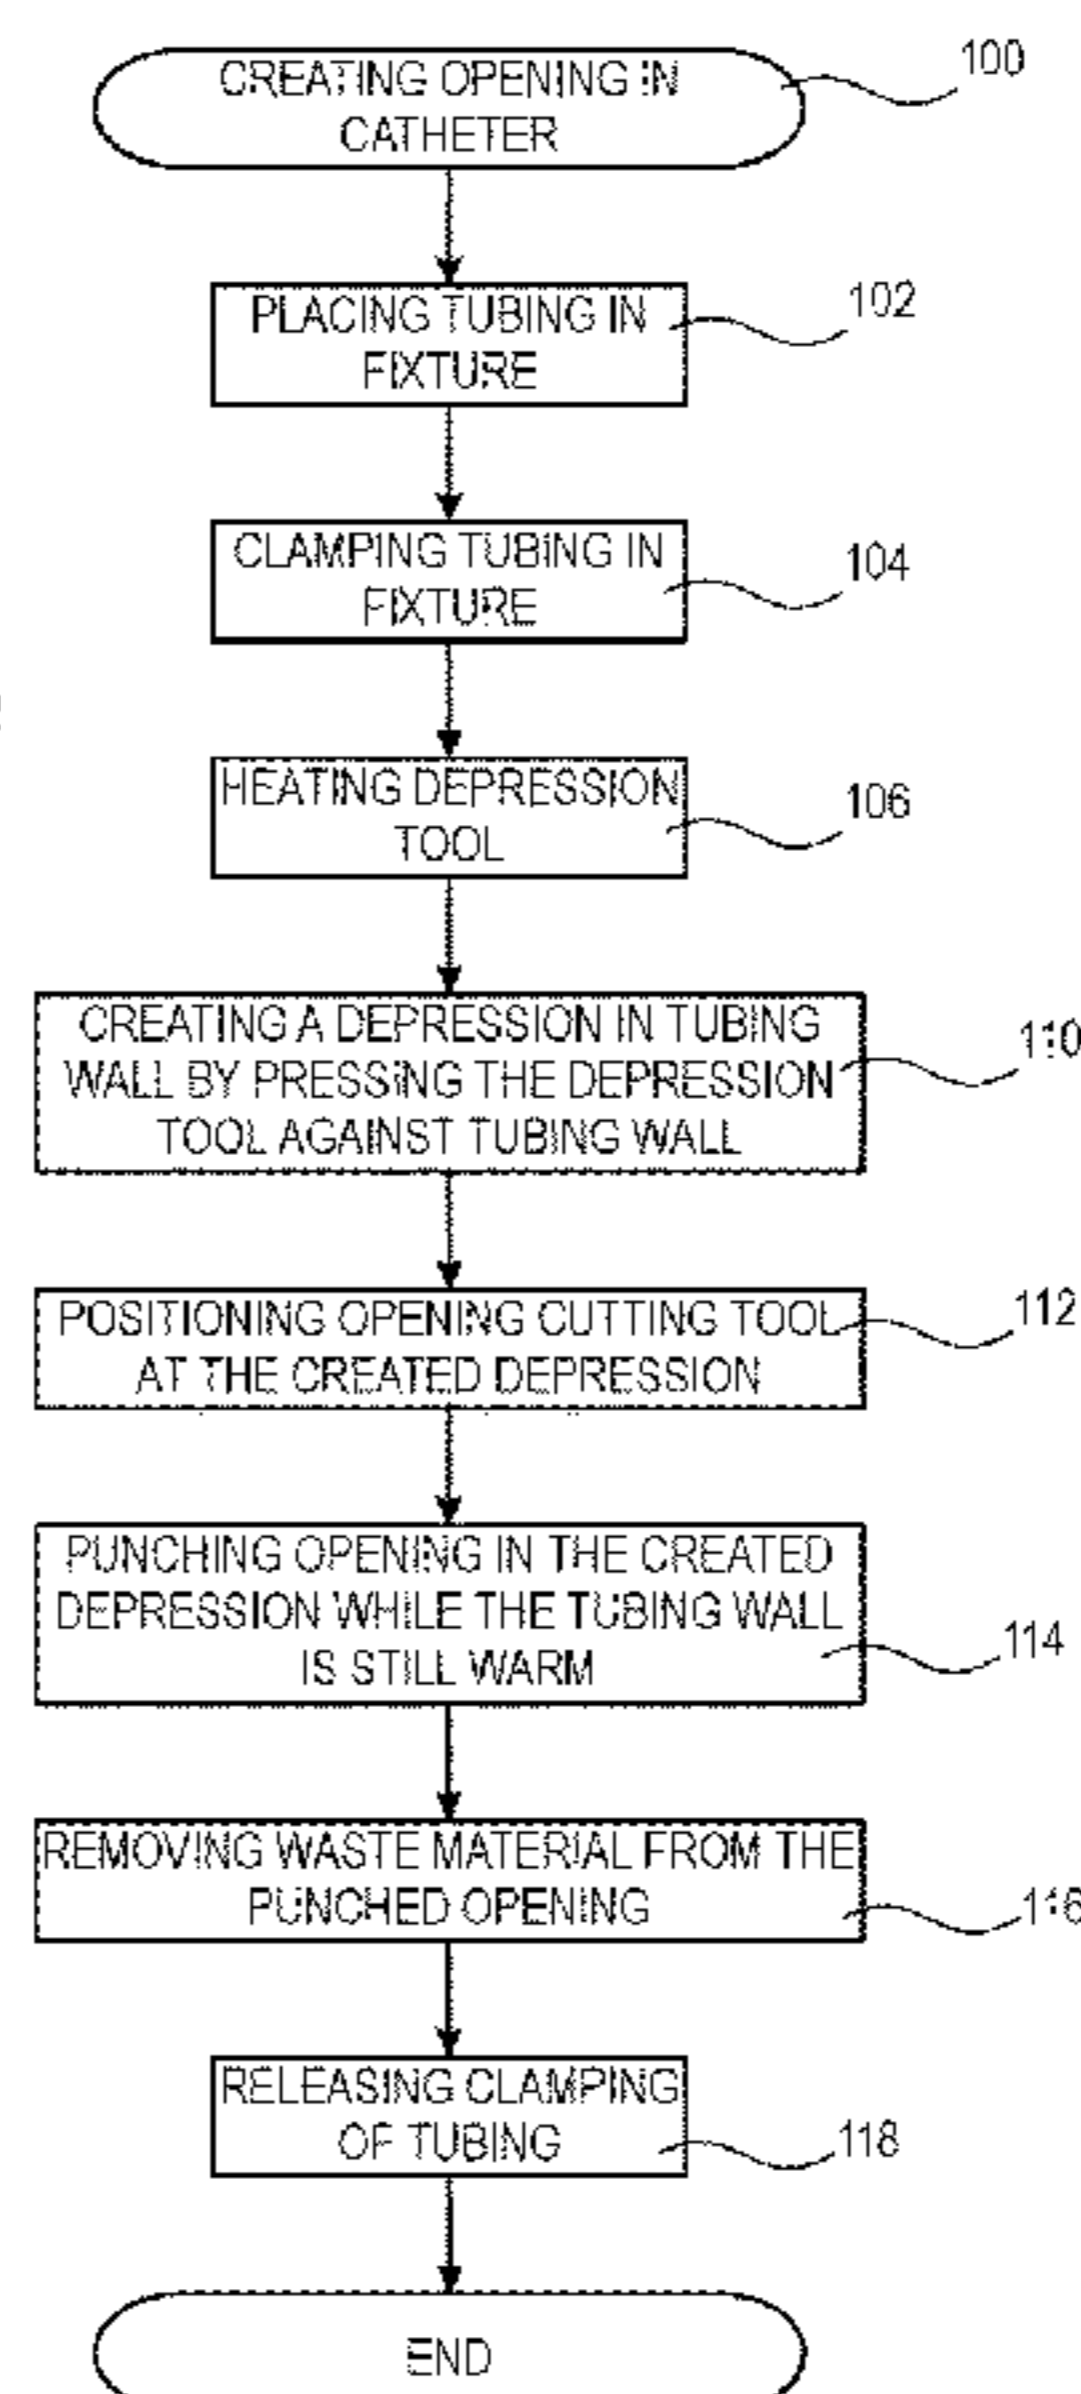 CREATING OPENING IN
CATHETER
100
PLACING TUBING IN
FIXTURE
102
CLAMPING TUBING IN
FIXTURE
104
HEATING DEPRESSION
TOOL
106
CREATING A DEPRESSION IN TUBING
WALL BY PRESSING THE DEPRESSION
TOOL AGAINST TUBING WALL
110
POSITIONING OPENING CUTTING TOOL
AT THE CREATED DEPRESSION
112
PUNCHING OPENING IN THE CREATED
DEPRESSION WHILE THE TUBING WALL
IS STILL WARM
114
REMOVING WASTE MATERIAL FROM THE
PUNCHED OPENING
116
RELEASING CLAMPING
OF TUBING
118
END